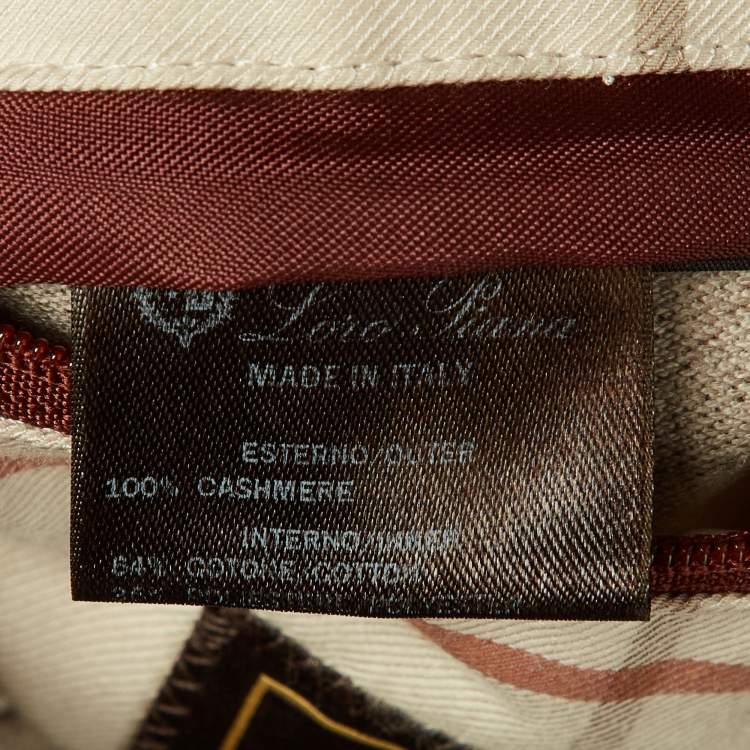 Loro Piana
MADE IN ITALY
ESTERNO/OUTER
100% CASHMERE
INTERNO/INNER
64% COTONE/COTTON